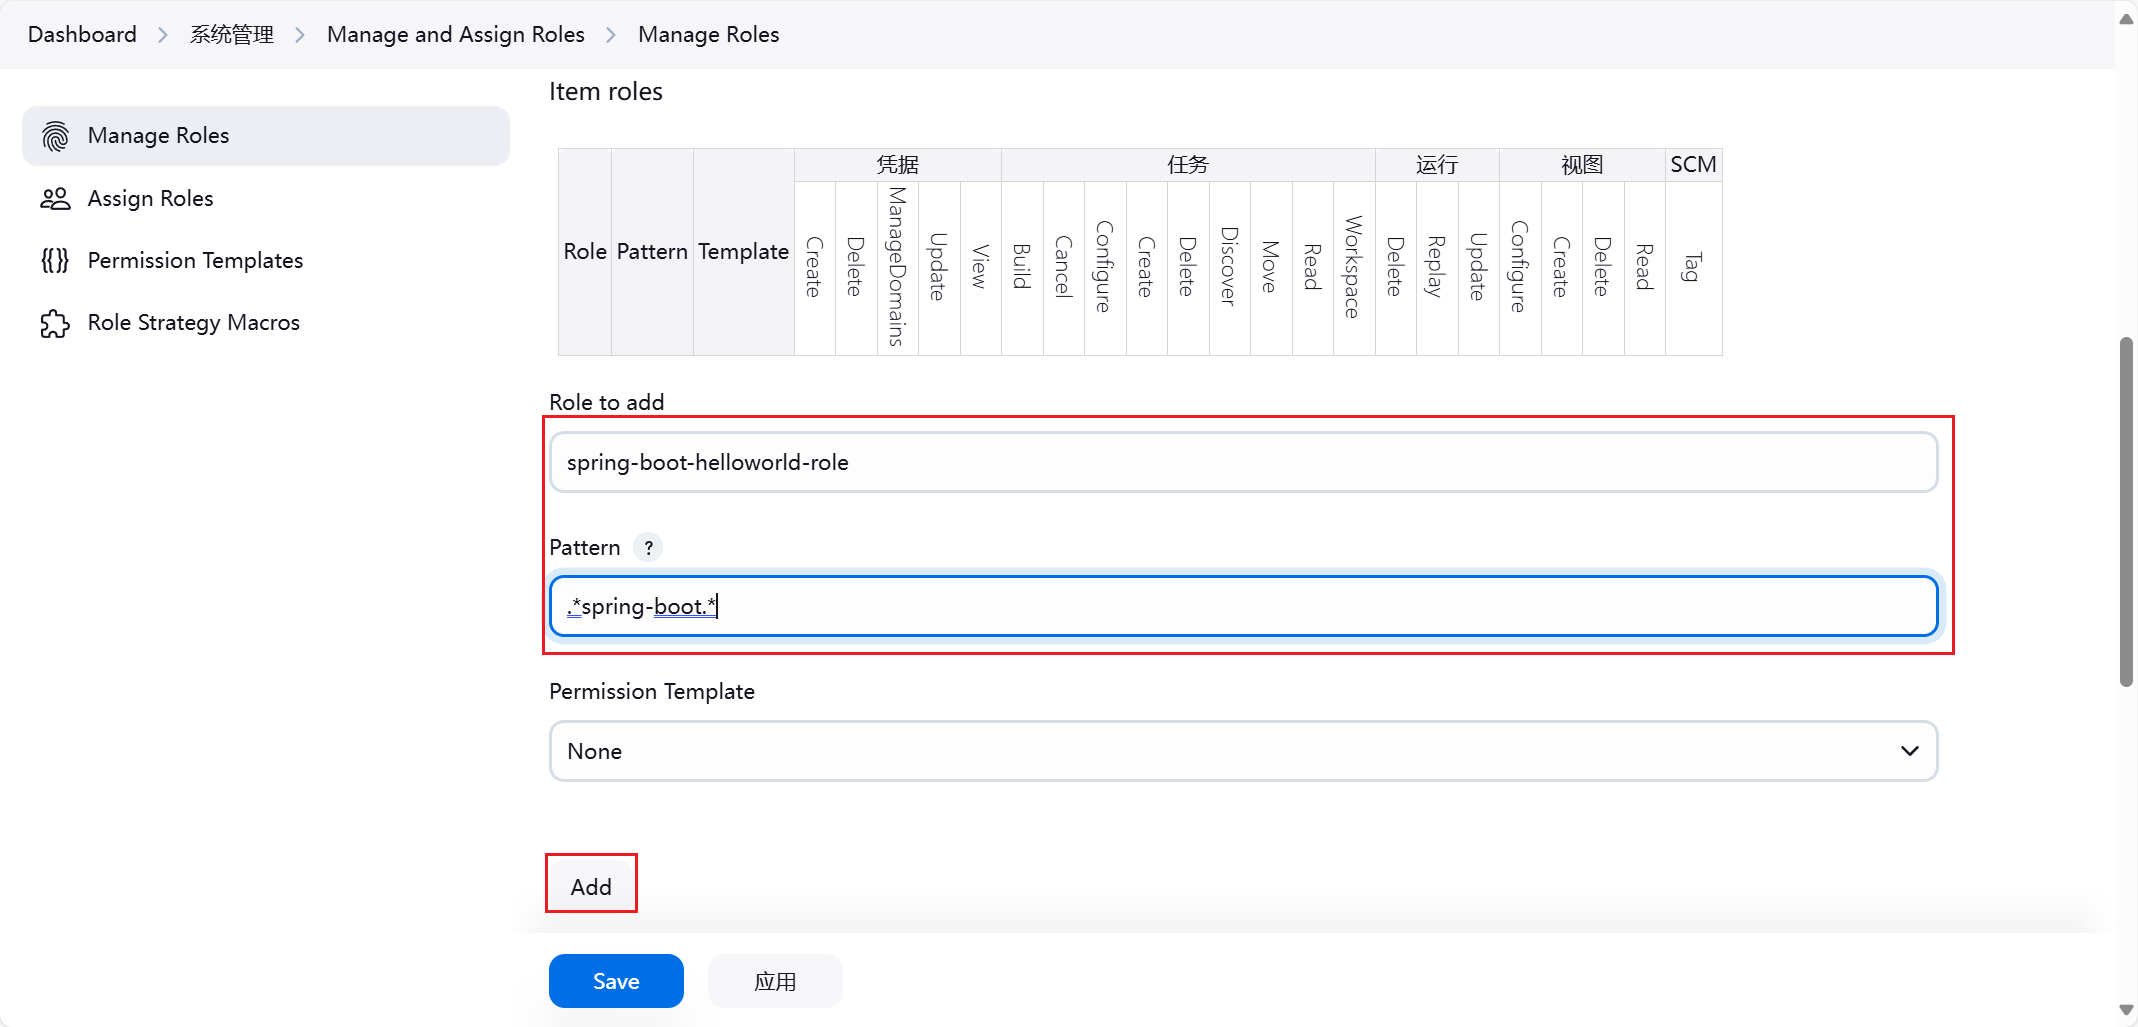 Dashboard > 系统管理 > Manage and Assign Roles > Manage Roles
Manage Roles
Assign Roles
Permission Templates
Role Strategy Macros
Item roles
凭据 任务 运行 视图 SCM
Role Pattern Template Create Delete ManageDomains Update View Build Cancel Configure Create Delete Discover Move Read Workspace Delete Replay Update Configure Create Delete Read Tag
Role to add
spring-boot-helloworld-role
Pattern ?
.*spring-boot.*
Permission Template
None
Add
Save 应用